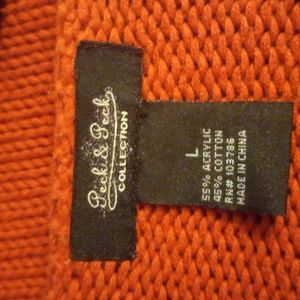 Peck & Peck
COLLECTION
L
55% ACRYLIC
45% COTTON
RN# 103786
MADE IN CHINA